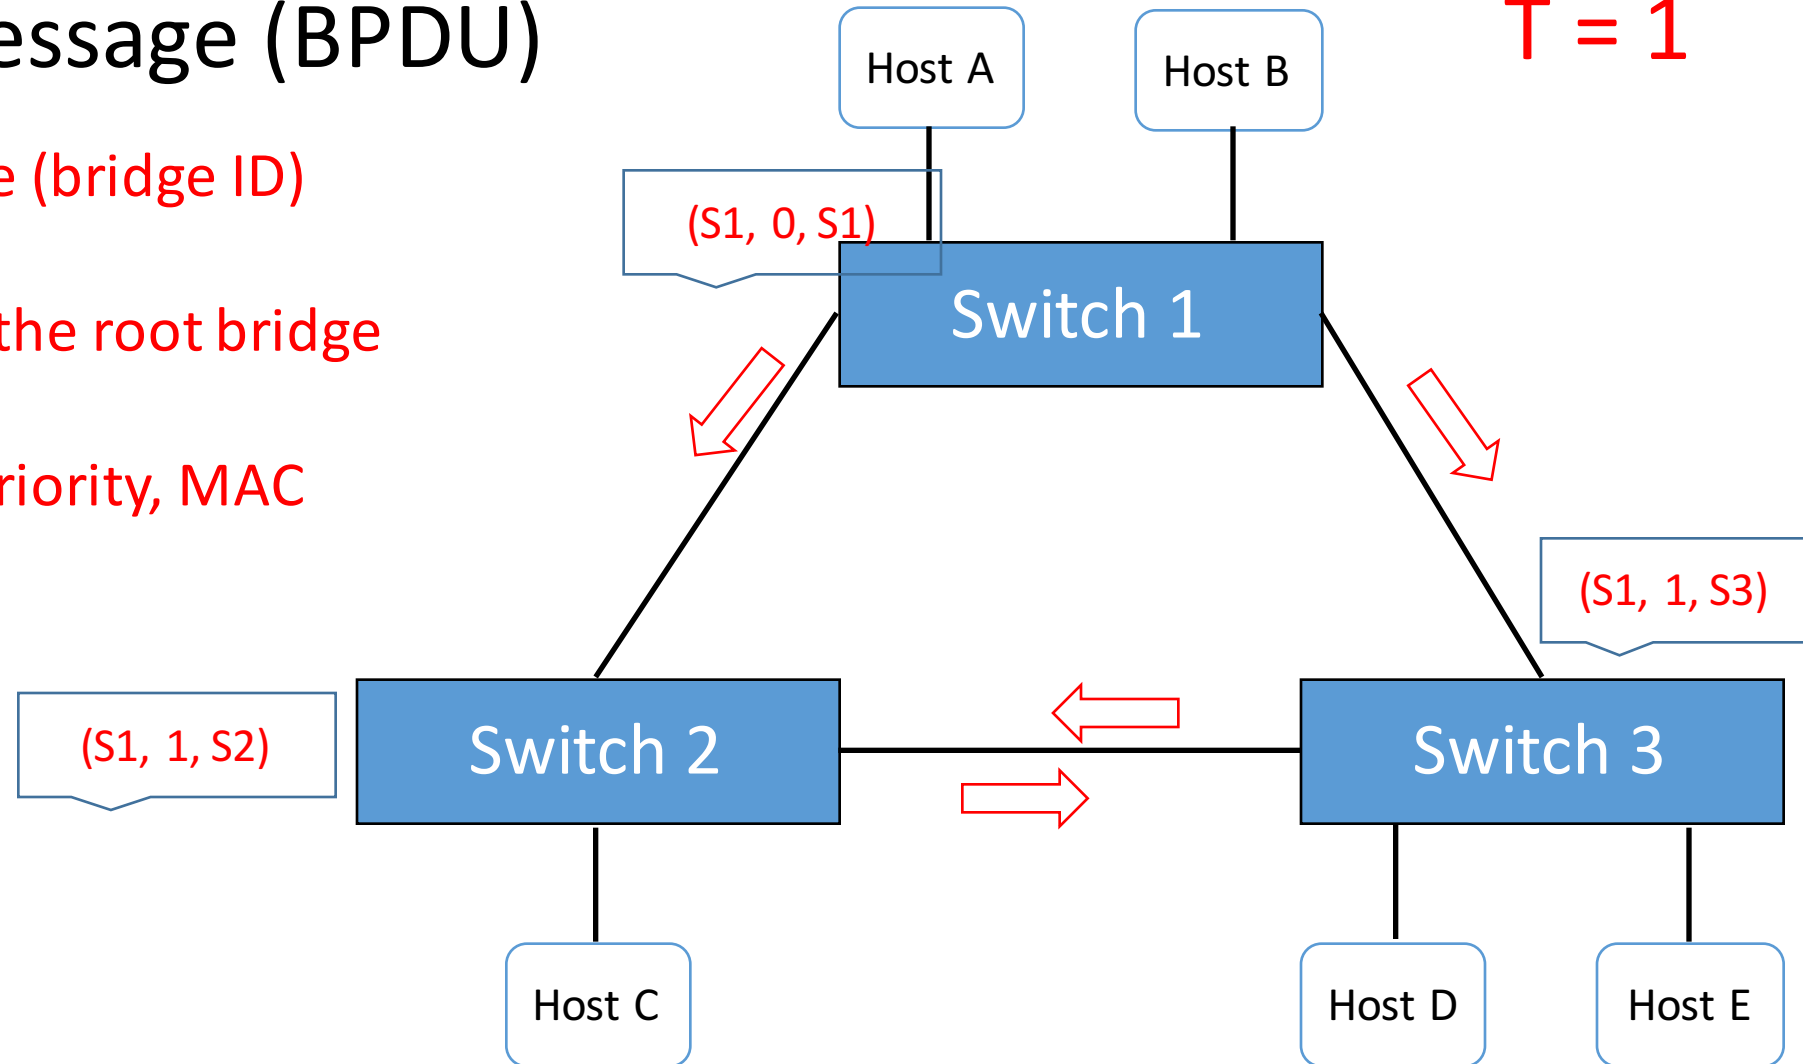 essage (BPDU)
T = 1
e (bridge ID)
the root bridge
riority, MAC
Host A
Host B
(S1, 0, S1)
Switch 1
(S1, 1, S3)
(S1, 1, S2)
Switch 2
Switch 3
Host C
Host D
Host E